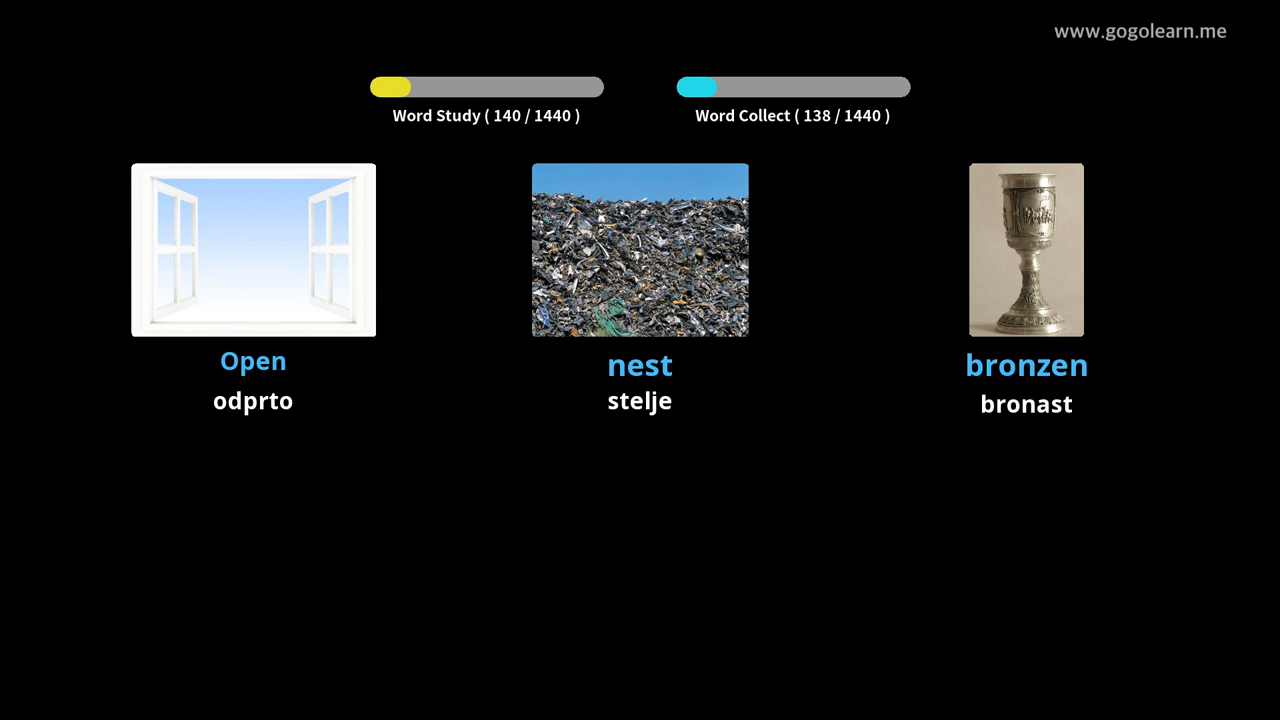 www.gogolearn.me
Word Study ( 140 / 1440 )
Word Collect ( 138 / 1440 )
Open
odprto
nest
stelje
bronzen
bronast